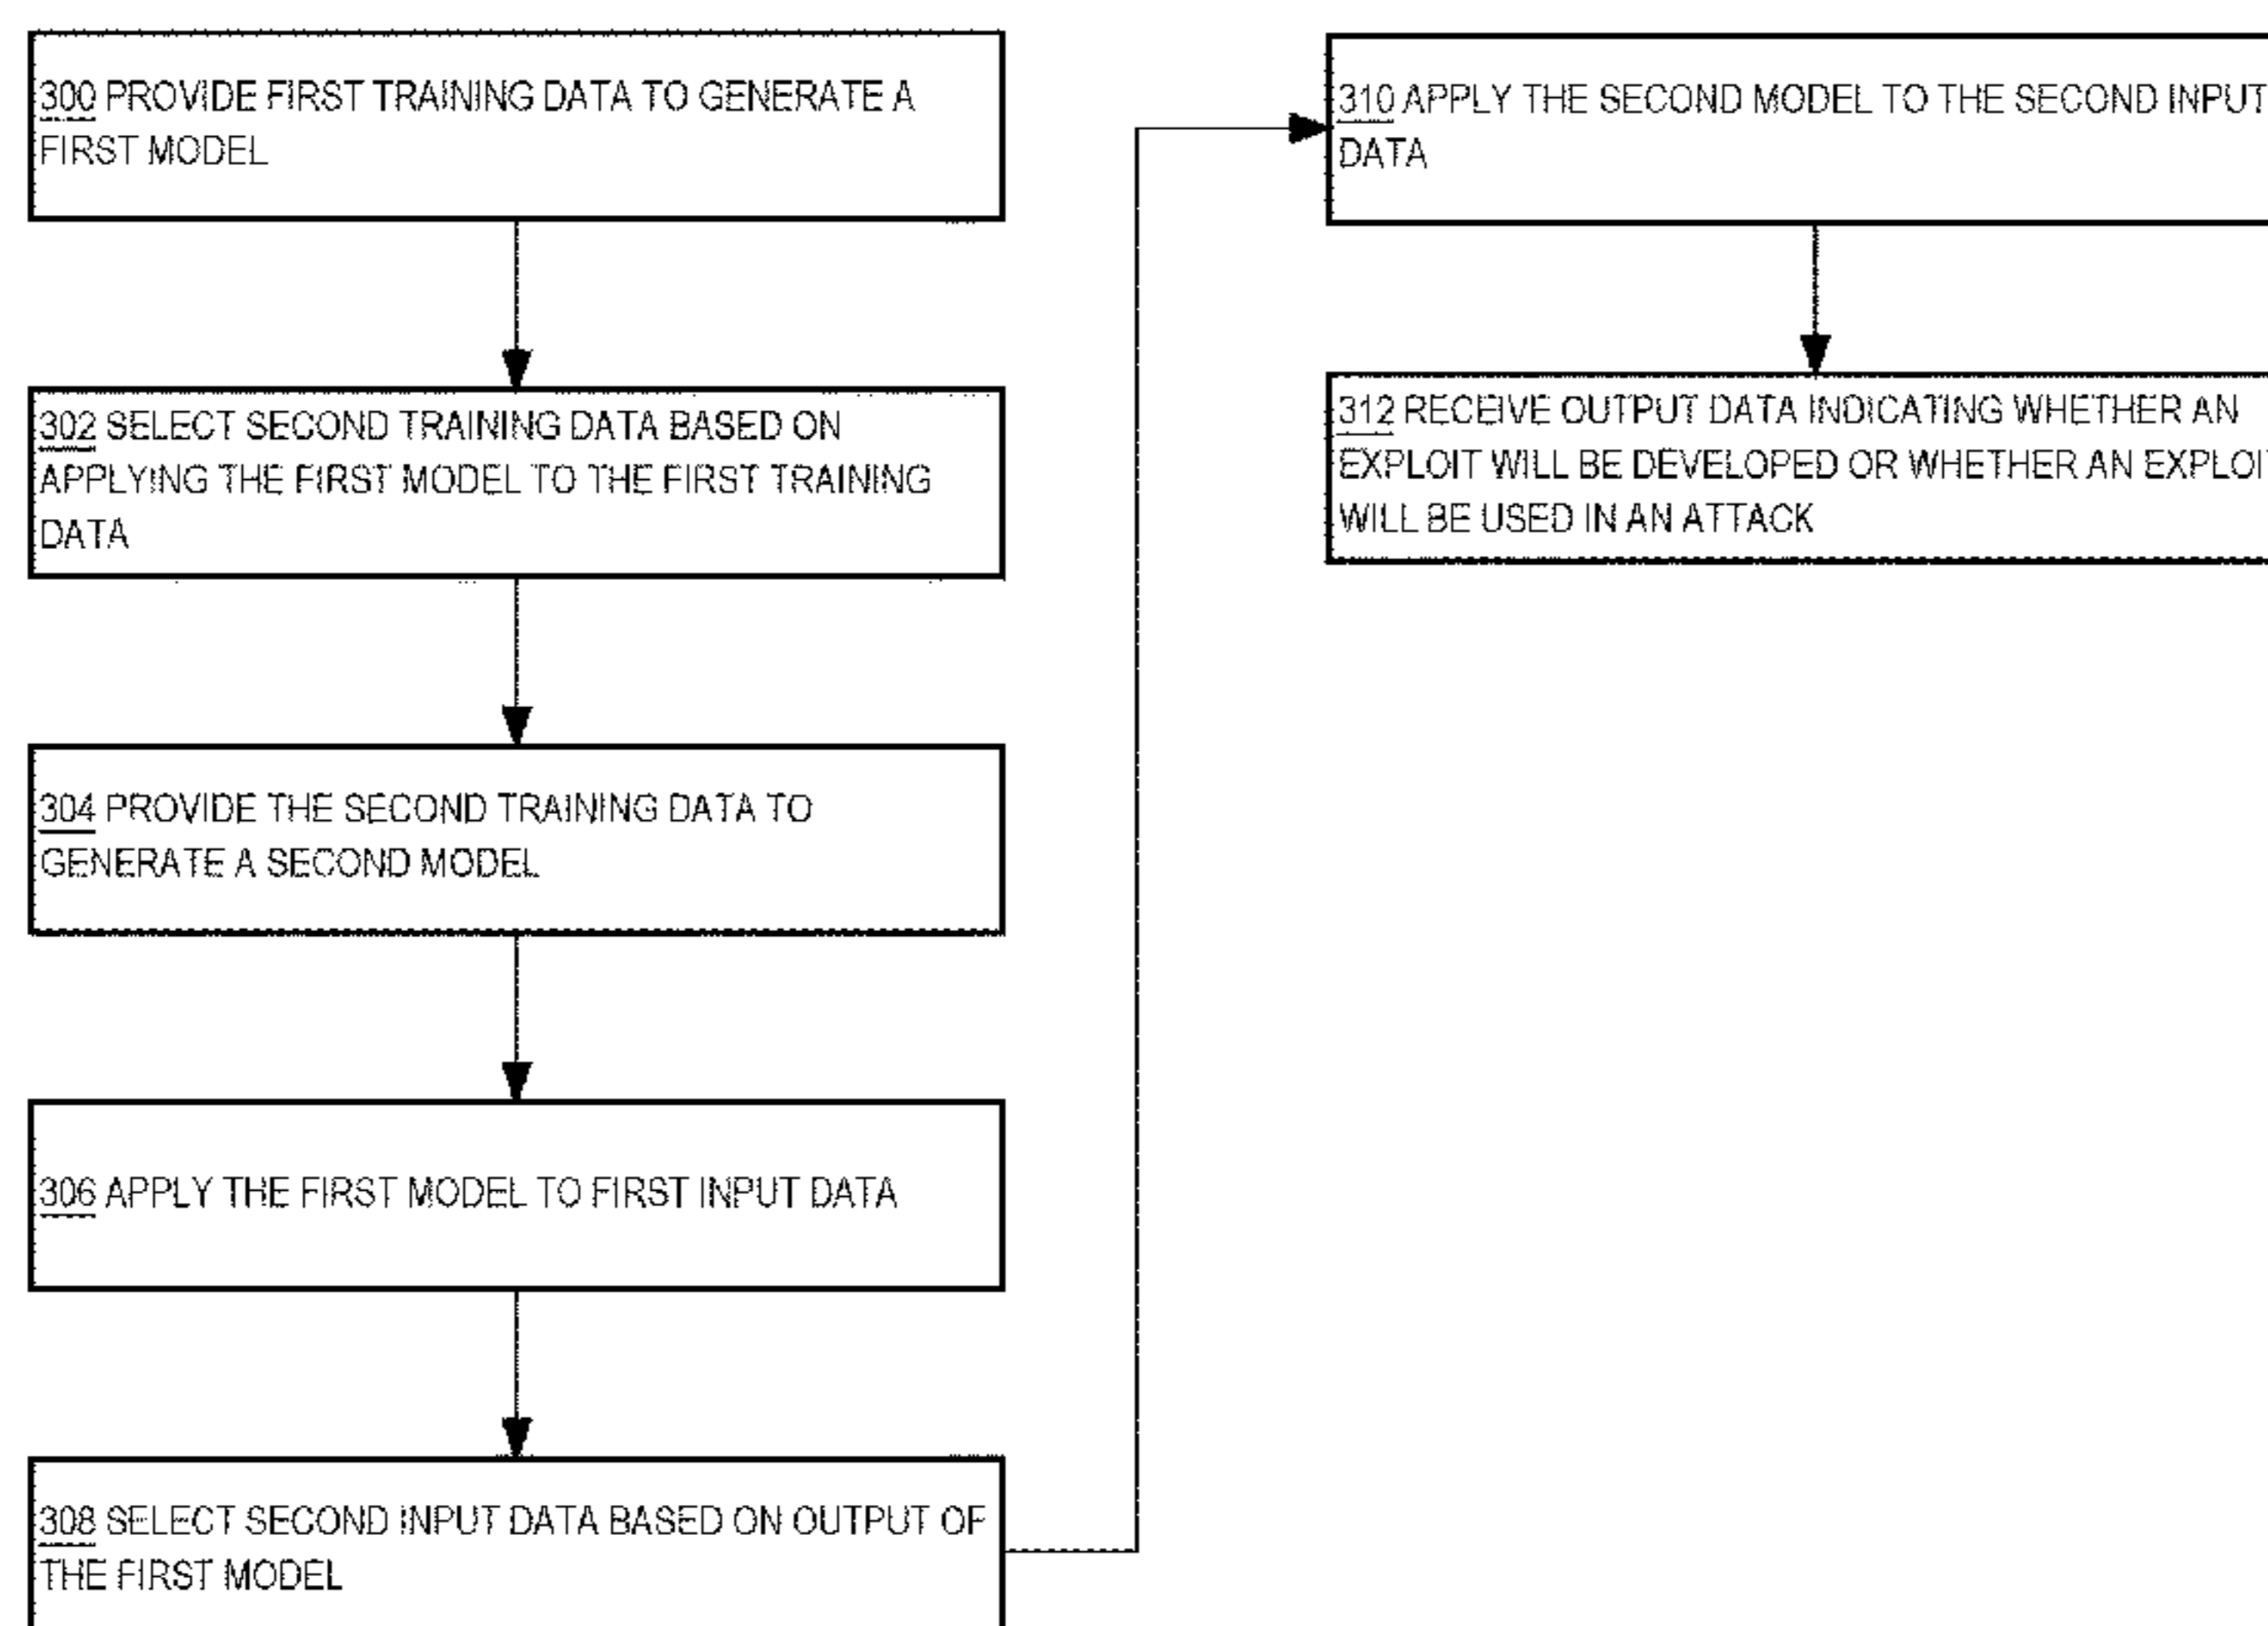 300 PROVIDE FIRST TRAINING DATA TO GENERATE A
FIRST MODEL
302 SELECT SECOND TRAINING DATA BASED ON
APPLYING THE FIRST MODEL TO THE FIRST TRAINING
DATA
304 PROVIDE THE SECOND TRAINING DATA TO
GENERATE A SECOND MODEL
306 APPLY THE FIRST MODEL TO FIRST INPUT DATA
308 SELECT SECOND INPUT DATA BASED ON OUTPUT OF
THE FIRST MODEL
310 APPLY THE SECOND MODEL TO THE SECOND INPUT
DATA
312 RECEIVE OUTPUT DATA INDICATING WHETHER AN
EXPLOIT WILL BE DEVELOPED OR WHETHER AN EXPLOIT
WILL BE USED IN AN ATTACK